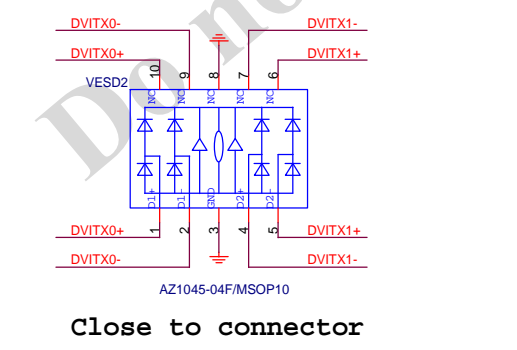 DVITX0-
DVITX1-
DVITX0+
DVITX1+
VESD2
10
9
8
7
6
NC
NC
NC
NC
NC
D1+
D1-
GND
D2+
D2-
1
2
3
4
5
DVITX0+
DVITX1+
DVITX0-
DVITX1-
AZ1045-04F/MSOP10
Close to connector